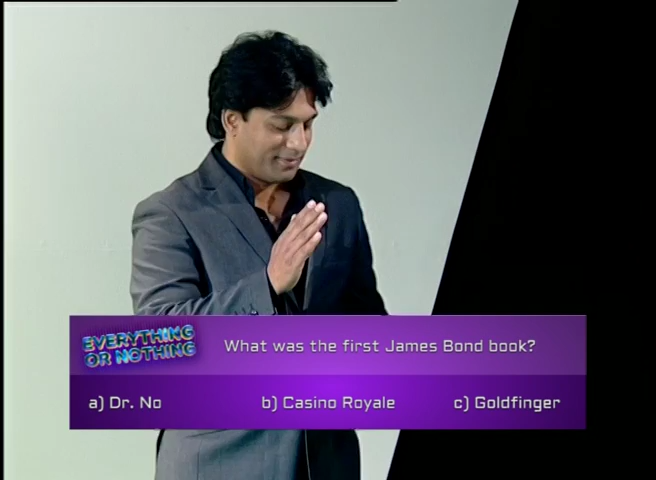 EVERYTHING
OR NOTHING
What was the first James Bond book?
a) Dr. No
b) Casino Royale
c) Goldfinger